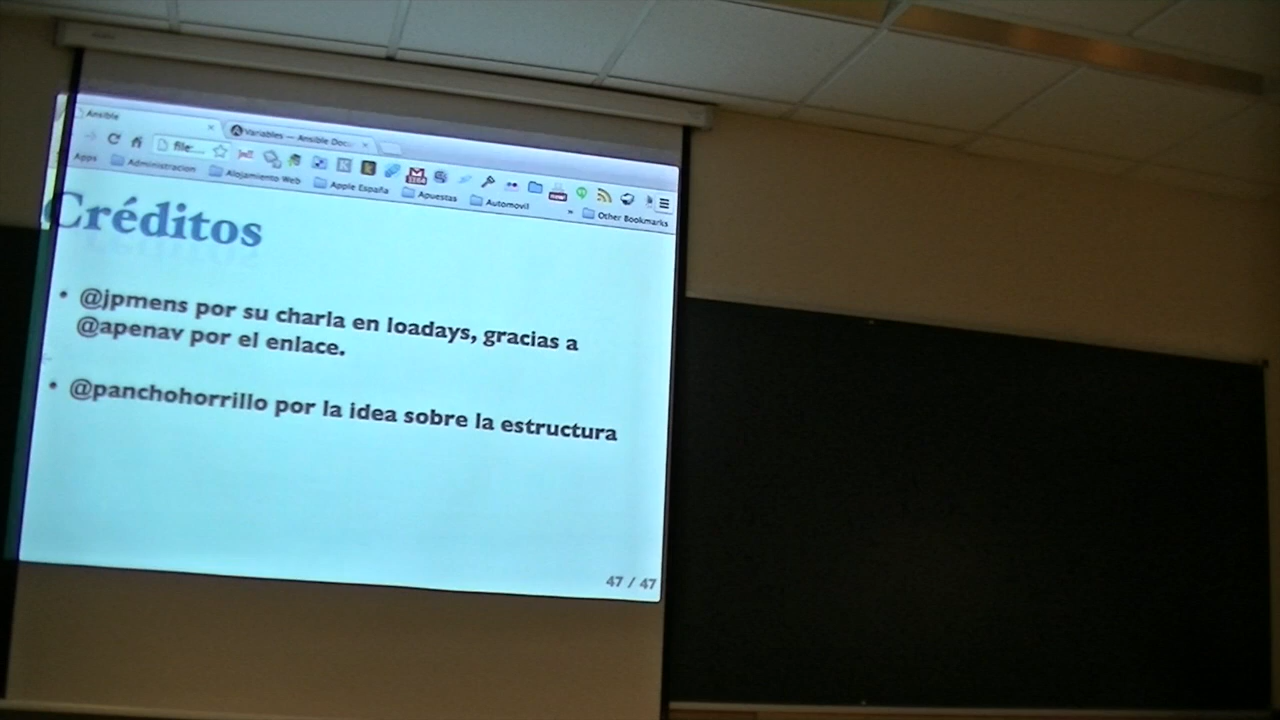 Ansible
Variables — Ansible Doc
file:
Apps Administracion Alojamiento Web Apple España Apuestas Automovil » Other Bookmarks
Créditos
• @jpmens por su charla en loadays, gracias a
@apenav por el enlace.
• @panchohorrillo por la idea sobre la estructura
47 / 47